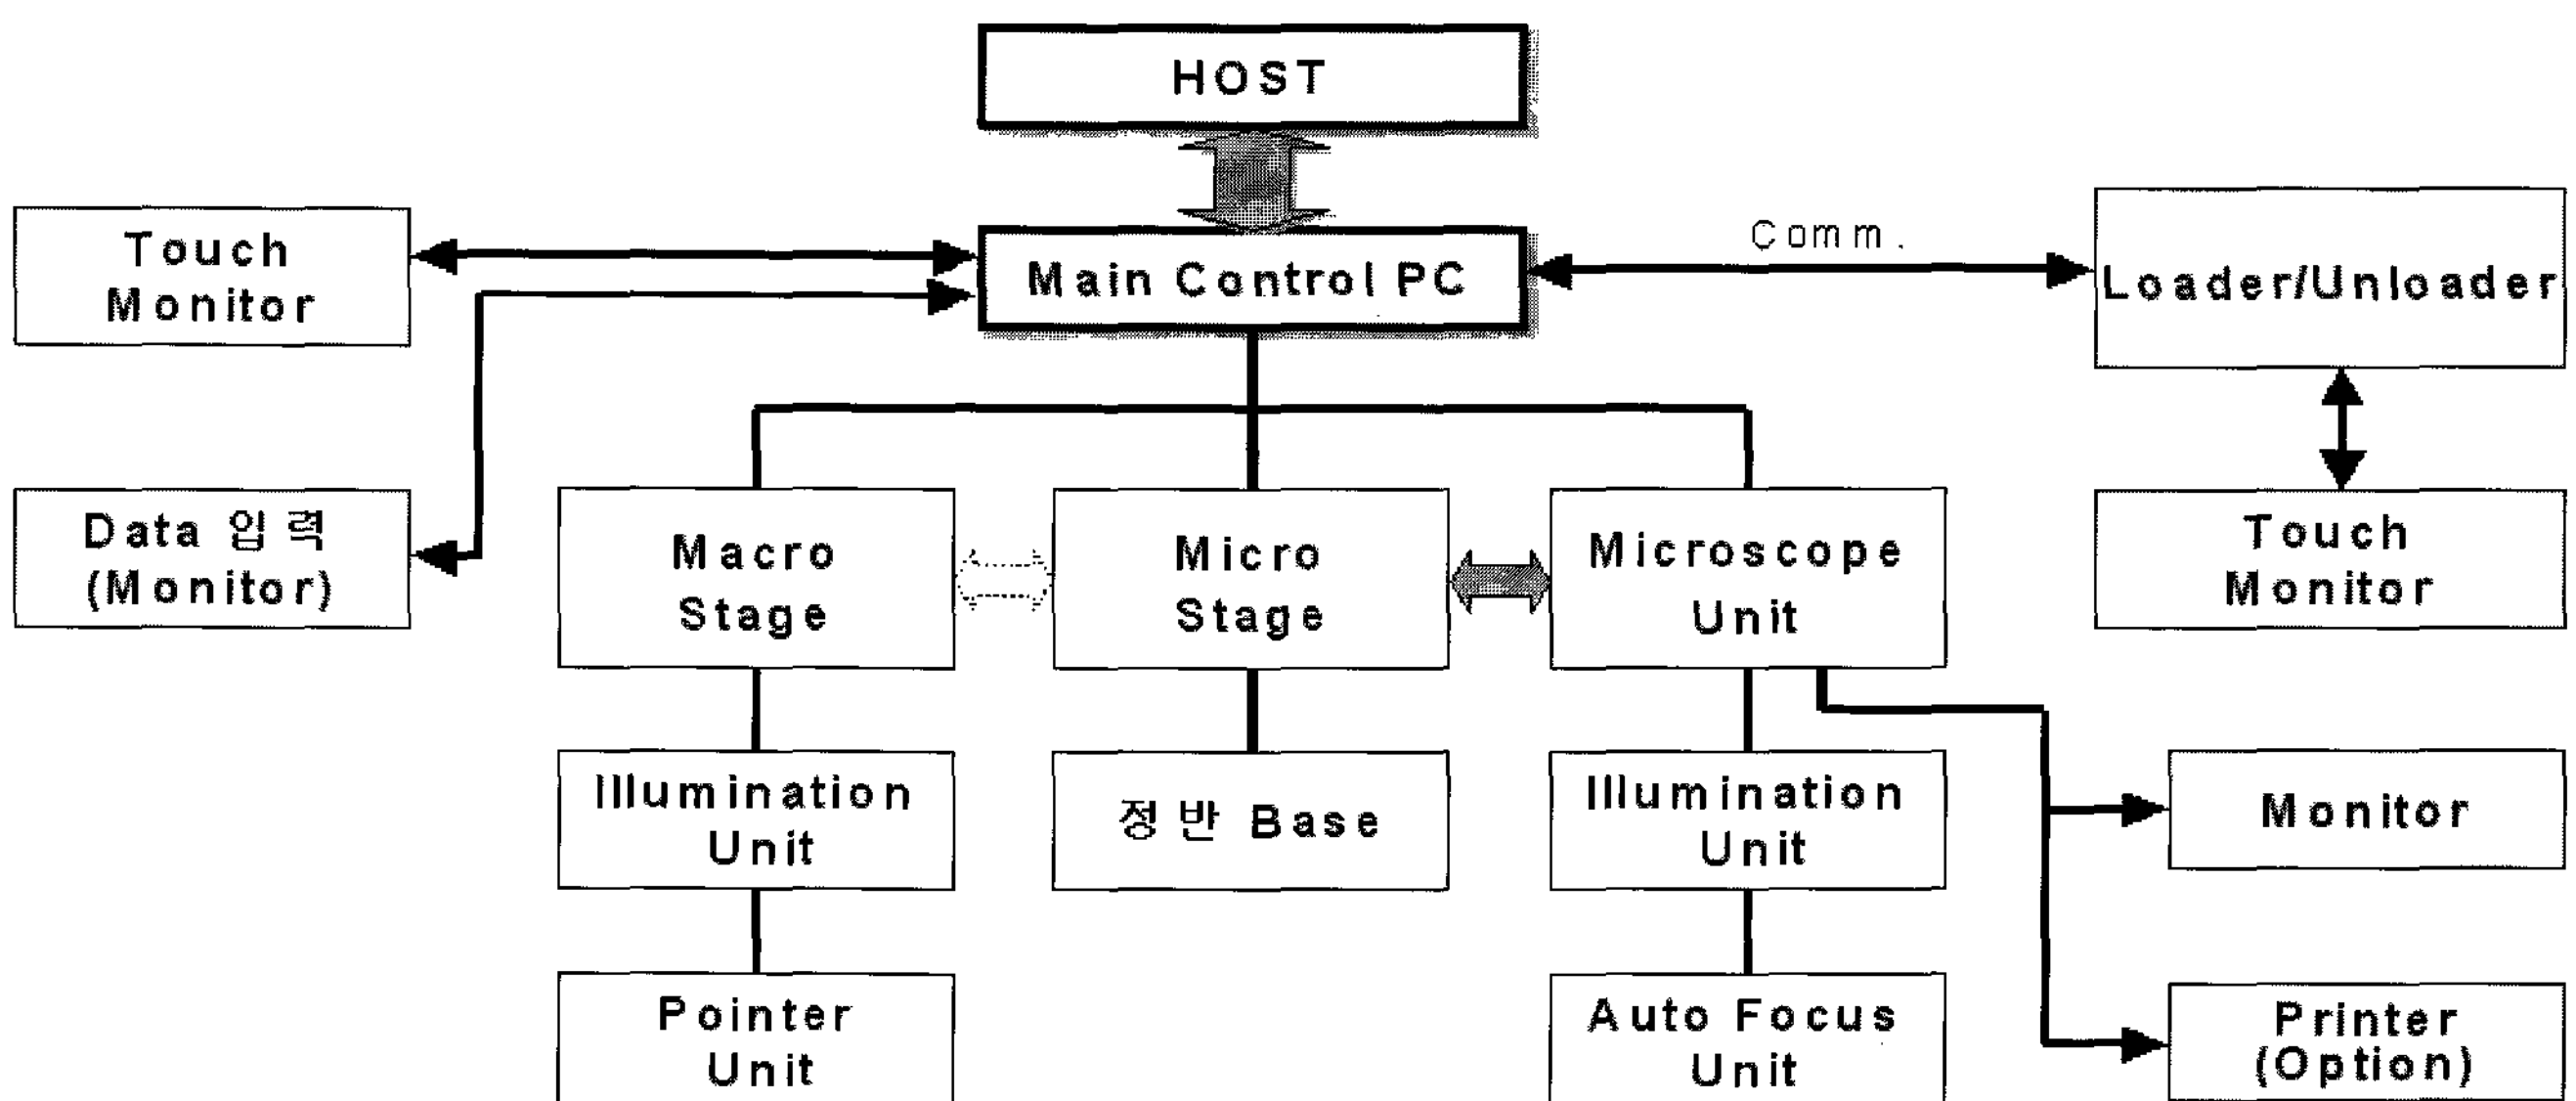 HOST
Touch
Monitor
Main Control PC
Comm.
Loader/Unloader
Data 입력
(Monitor)
Macro
Stage
Micro
Stage
Microscope
Unit
Touch
Monitor
Illumination
Unit
정반 Base
Illumination
Unit
Monitor
Pointer
Unit
Auto Focus
Unit
Printer
(Option)